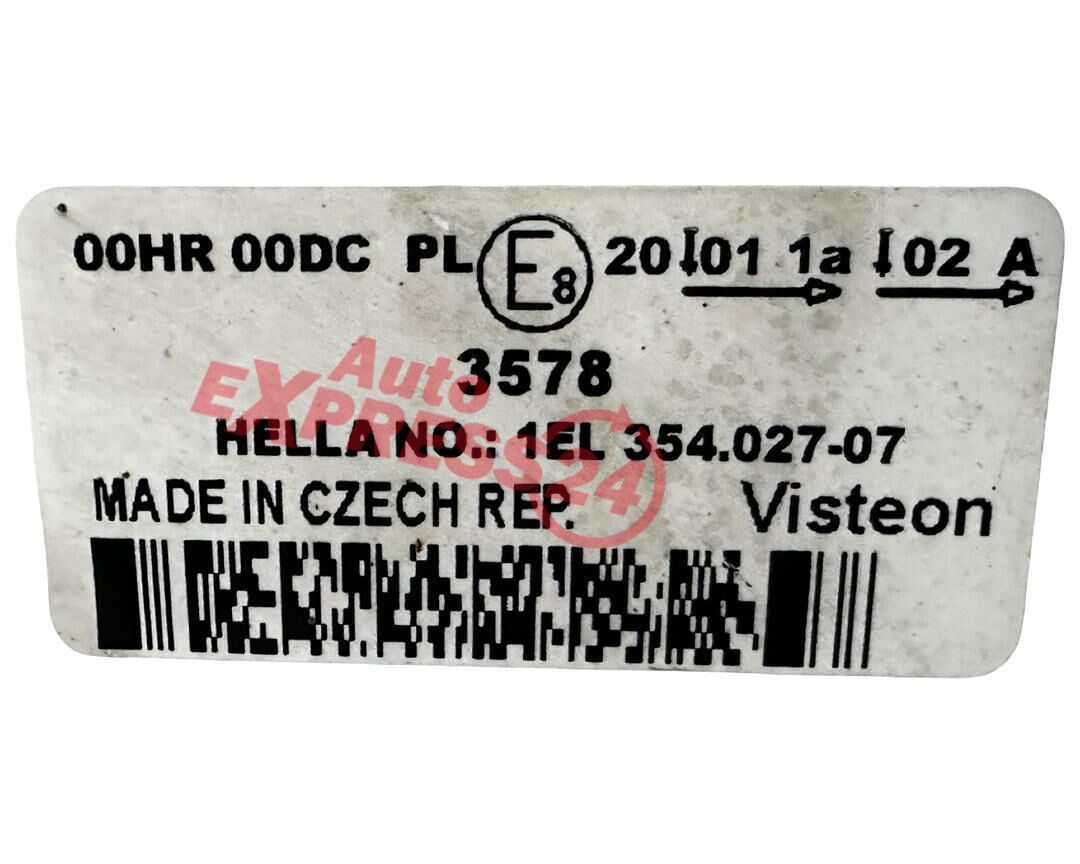 00HR 00DC PL E8 20 01 1a 02 A
3578
Auto
EXPRESS24
HELLA NO.: 1EL 354.027-07
MADE IN CZECH REP. Visteon